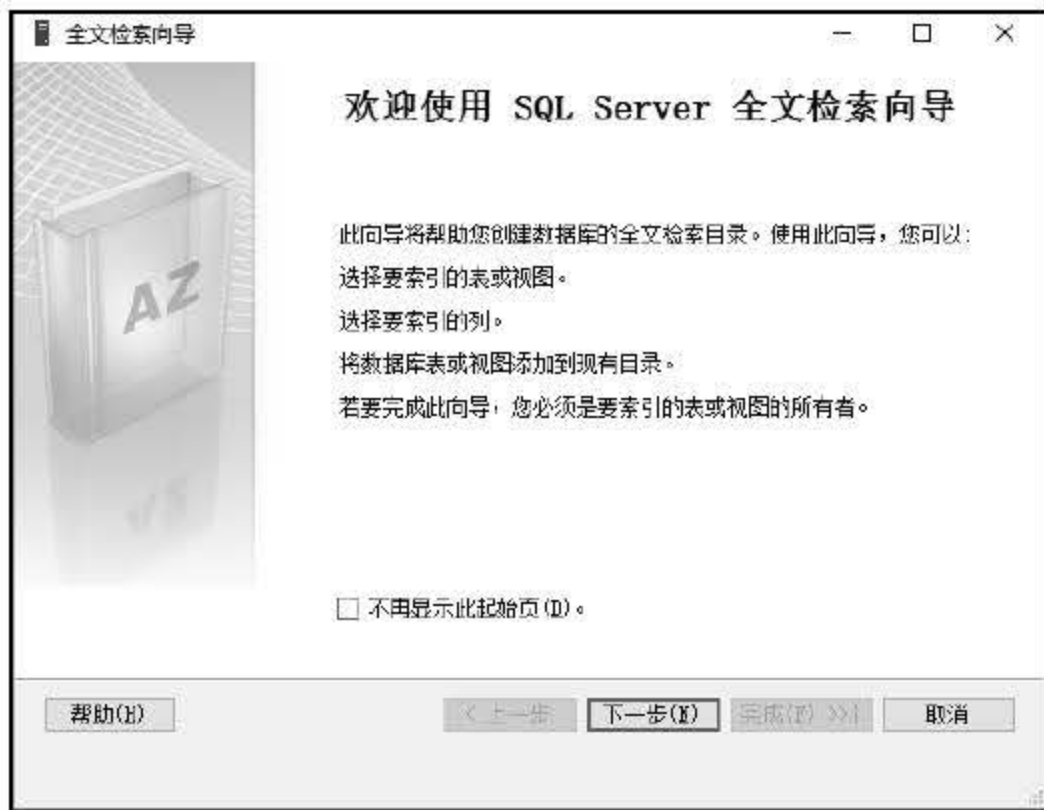 全文检索向导
欢迎使用 SQL Server 全文检索向导
此向导将帮助您创建数据库的全文检索目录。使用此向导，您可以：
选择要索引的表或视图。
选择要索引的列。
将数据库表或视图添加到现有目录。
若要完成此向导，您必须是要索引的表或视图的所有者。
AZ
不再显示此起始页(D)。
帮助(H) < 上一步 下一步(N) 完成(F) >>| 取消